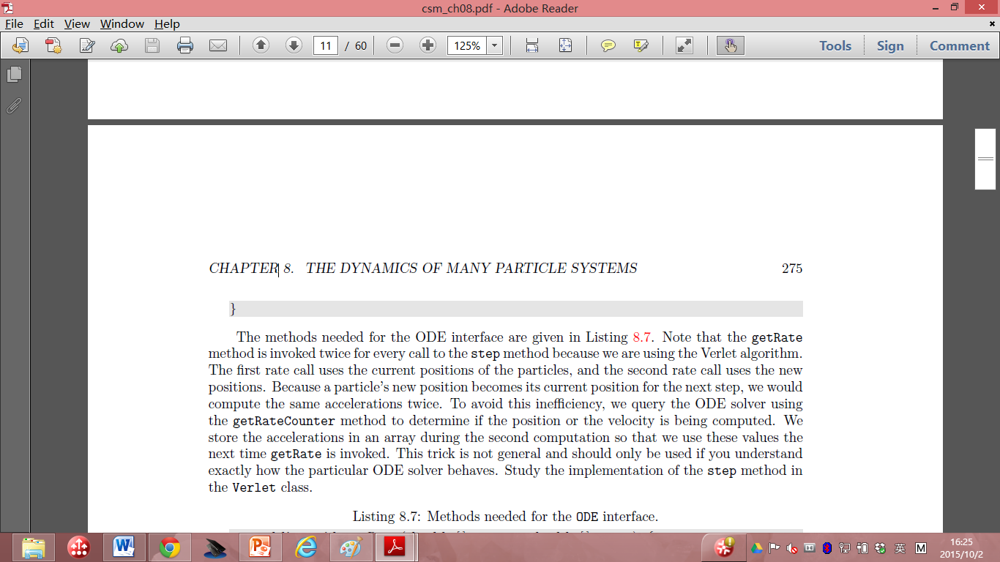 csm_ch08.pdf - Adobe Reader
File Edit View Window Help
11 / 60 125% Tools Sign Comment
CHAPTER 8. THE DYNAMICS OF MANY PARTICLE SYSTEMS 275
}
The methods needed for the ODE interface are given in Listing 8.7. Note that the getRate
method is invoked twice for every call to the step method because we are using the Verlet algorithm.
The first rate call uses the current positions of the particles, and the second rate call uses the new
positions. Because a particle's new position becomes its current position for the next step, we would
compute the same accelerations twice. To avoid this inefficiency, we query the ODE solver using
the getRateCounter method to determine if the position or the velocity is being computed. We
store the accelerations in an array during the second computation so that we use these values the
next time getRate is invoked. This trick is not general and should only be used if you understand
exactly how the particular ODE solver behaves. Study the implementation of the step method in
the Verlet class.
Listing 8.7: Methods needed for the ODE interface.
英 M 16:25
2015/10/2